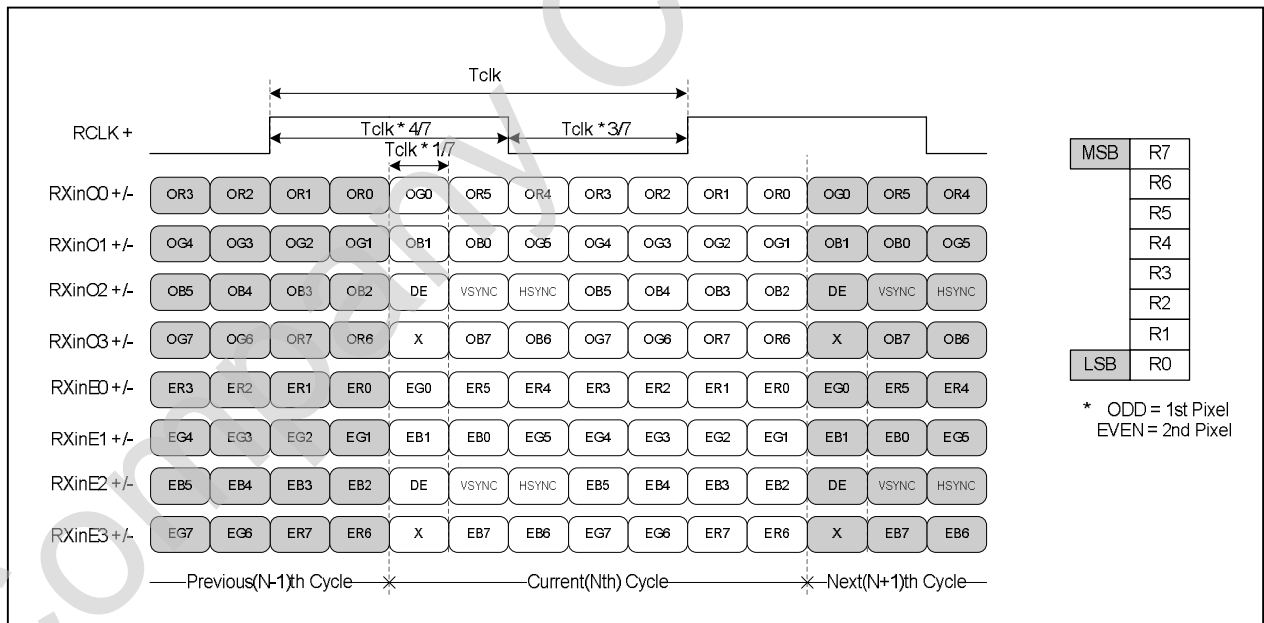 Tclk
RCLK +
Tclk * 4/7
Tclk * 3/7
Tclk * 1/7
RXinO0 +/- OR3 OR2 OR1 OR0 OG0 OR5 OR4 OR3 OR2 OR1 OR0 OG0 OR5 OR4
RXinO1 +/- OG4 OG3 OG2 OG1 OB1 OB0 OG5 OG4 OG3 OG2 OG1 OB1 OB0 OG5
RXinO2 +/- OB5 OB4 OB3 OB2 DE VSYNC HSYNC OB5 OB4 OB3 OB2 DE VSYNC HSYNC
RXinO3 +/- OG7 OG6 OR7 OR6 X OB7 OB6 OG7 OG6 OR7 OR6 X OB7 OB6
RXinE0 +/- ER3 ER2 ER1 ER0 EG0 ER5 ER4 ER3 ER2 ER1 ER0 EG0 ER5 ER4
RXinE1 +/- EG4 EG3 EG2 EG1 EB1 EB0 EG5 EG4 EG3 EG2 EG1 EB1 EB0 EG5
RXinE2 +/- EB5 EB4 EB3 EB2 DE VSYNC HSYNC EB5 EB4 EB3 EB2 DE VSYNC HSYNC
RXinE3 +/- EG7 EG6 ER7 ER6 X EB7 EB6 EG7 EG6 ER7 ER6 X EB7 EB6
Previous(N-1)th Cycle Current(Nth) Cycle Next(N+1)th Cycle
MSB R7
R6
R5
R4
R3
R2
R1
LSB R0
* ODD = 1st Pixel
EVEN = 2nd Pixel
Company